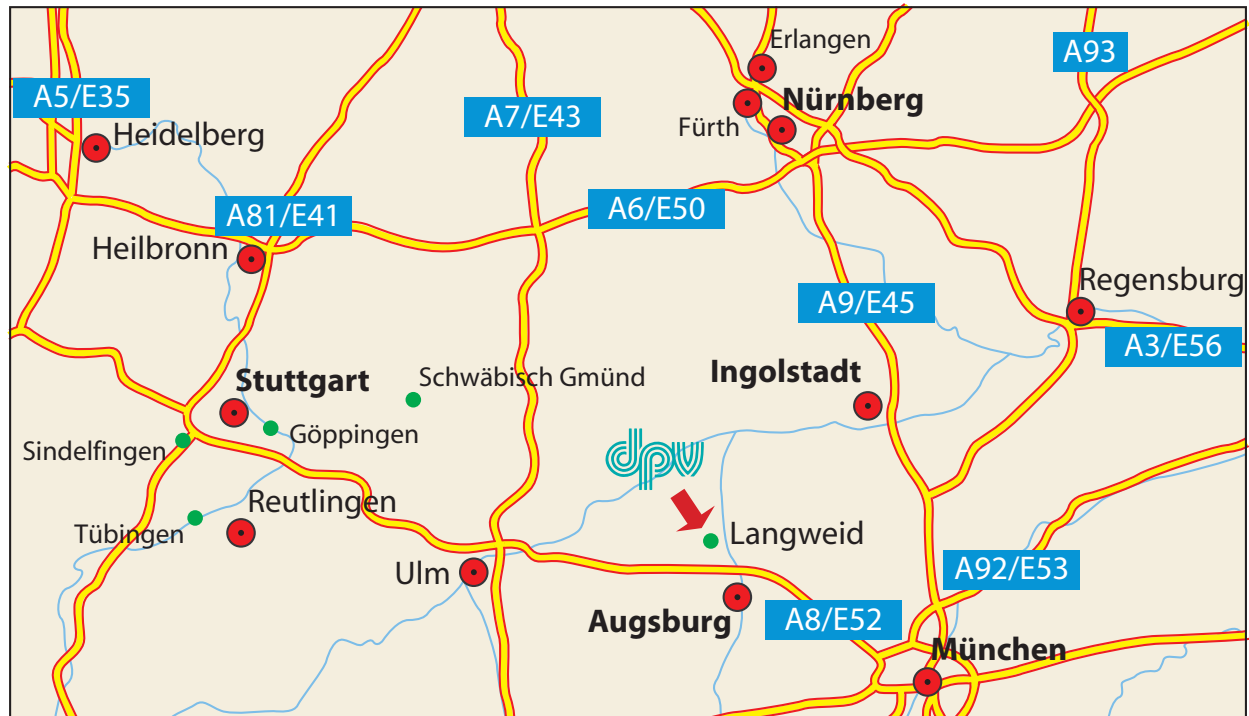 Erlangen
A93
A5/E35
Nürnberg
A7/E43
Fürth
Heidelberg
A6/E50
A81/E41
Heilbronn
Regensburg
A9/E45
A3/E56
Ingolstadt
Schwäbisch Gmünd
Stuttgart
Göppingen
Sindelfingen
dpv
Reutlingen
Tübingen
Langweid
Ulm
A92/E53
Augsburg
A8/E52
München